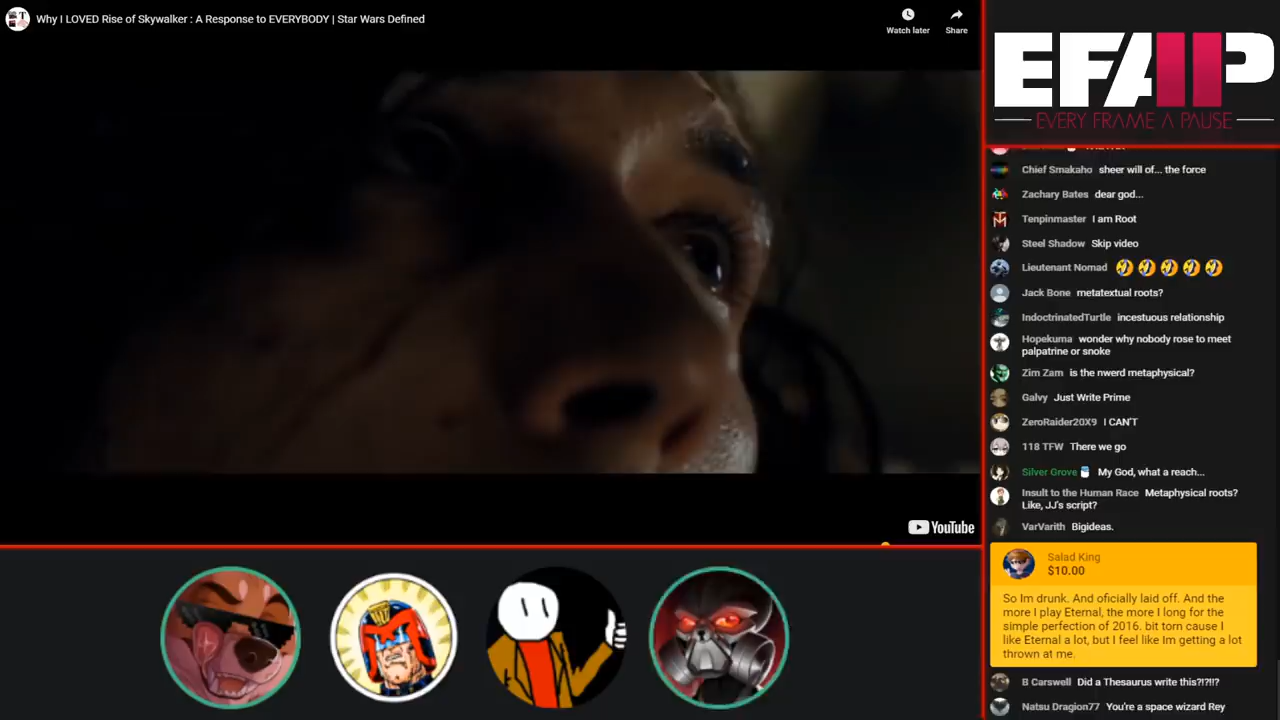 Why I LOVED Rise of Skywalker : A Response to EVERYBODY | Star Wars Defined
Watch later
Share
YouTube
EFAP
EVERY FRAME A PAUSE
Chief Smakaho sheer will of... the force
Zachary Bates dear god...
Tenpinmaster I am Root
Steel Shadow Skip video
Lieutenant Nomad 🤣🤣🤣🤣🤣
Jack Bone metatextual roots?
IndoctrinatedTurtle incestuous relationship
Hopekuma wonder why nobody rose to meet
palpatrine or snoke
Zim Zam is the nwerd metaphysical?
Galvy Just Write Prime
ZeroRaider20X9 I CAN'T
118 TFW There we go
Silver Grove My God, what a reach...
Insult to the Human Race Metaphysical roots?
Like, JJ's script?
VarVarith Bigideas.
Salad King
$10.00
So Im drunk. And oficially laid off. And the
more I play Eternal, the more I long for the
simple perfection of 2016. bit torn cause I
like Eternal a lot, but I feel like Im getting a lot
thrown at me.
B Carswell Did a Thesaurus write this?!?!!?
Natsu Dragion77 You're a space wizard Rey